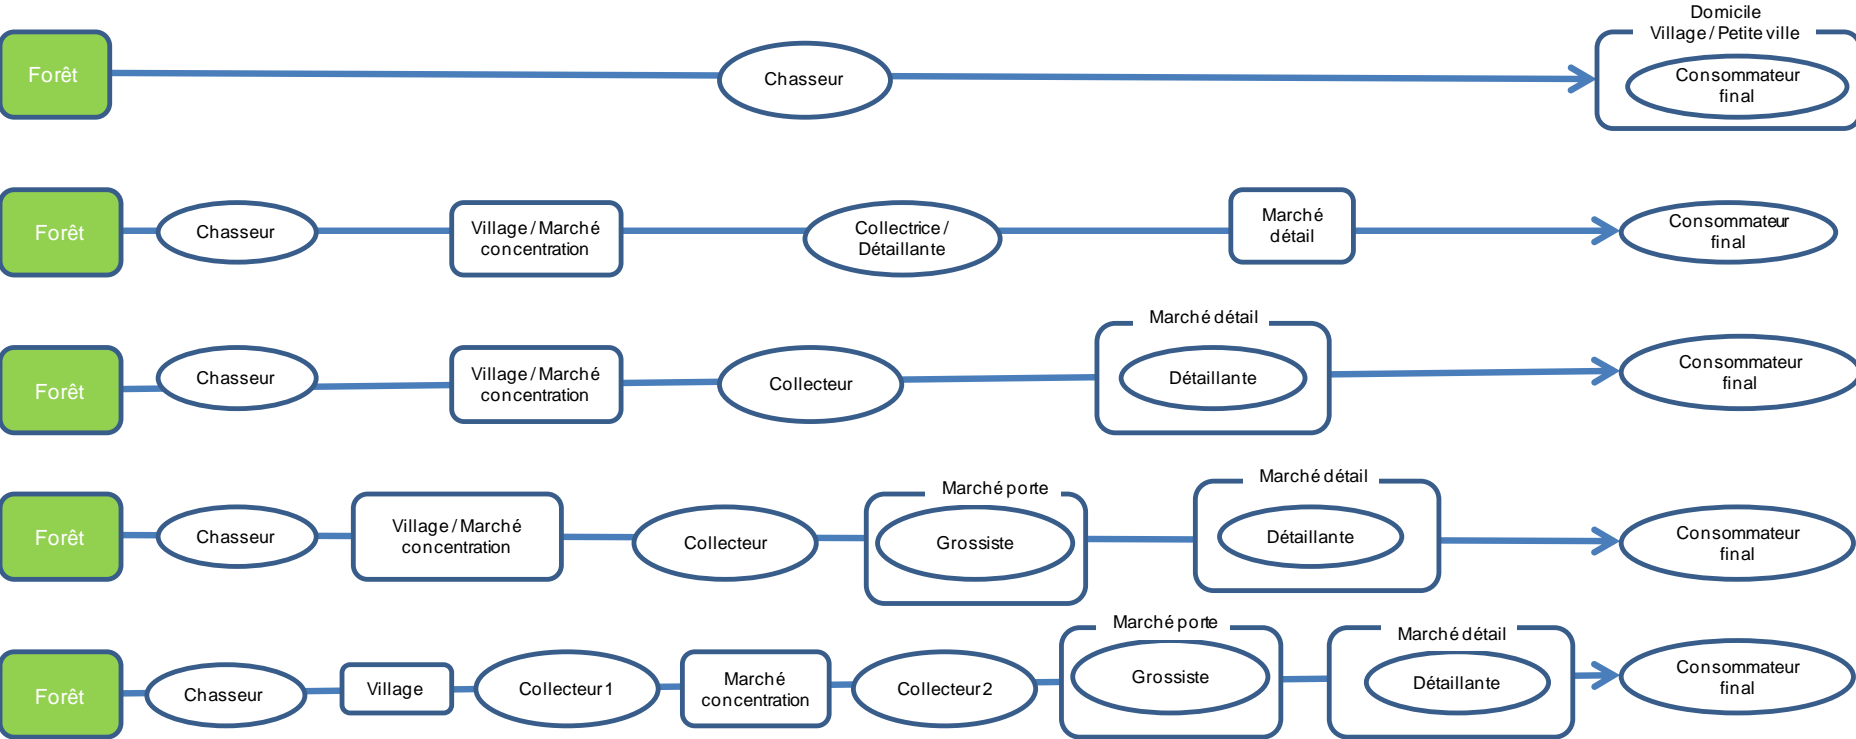 Domicile
Village / Petite ville
Forêt
Chasseur
Consommateur
final
Forêt
Chasseur
Village / Marché
concentration
Collectrice /
Détaillante
Marché
détail
Consommateur
final
Marché détail
Forêt
Chasseur
Village / Marché
concentration
Collecteur
Détaillante
Consommateur
final
Marché porte
Marché détail
Forêt
Chasseur
Village / Marché
concentration
Collecteur
Grossiste
Détaillante
Consommateur
final
Marché porte
Marché détail
Forêt
Chasseur
Village
Collecteur 1
Marché
concentration
Collecteur 2
Grossiste
Détaillante
Consommateur
final